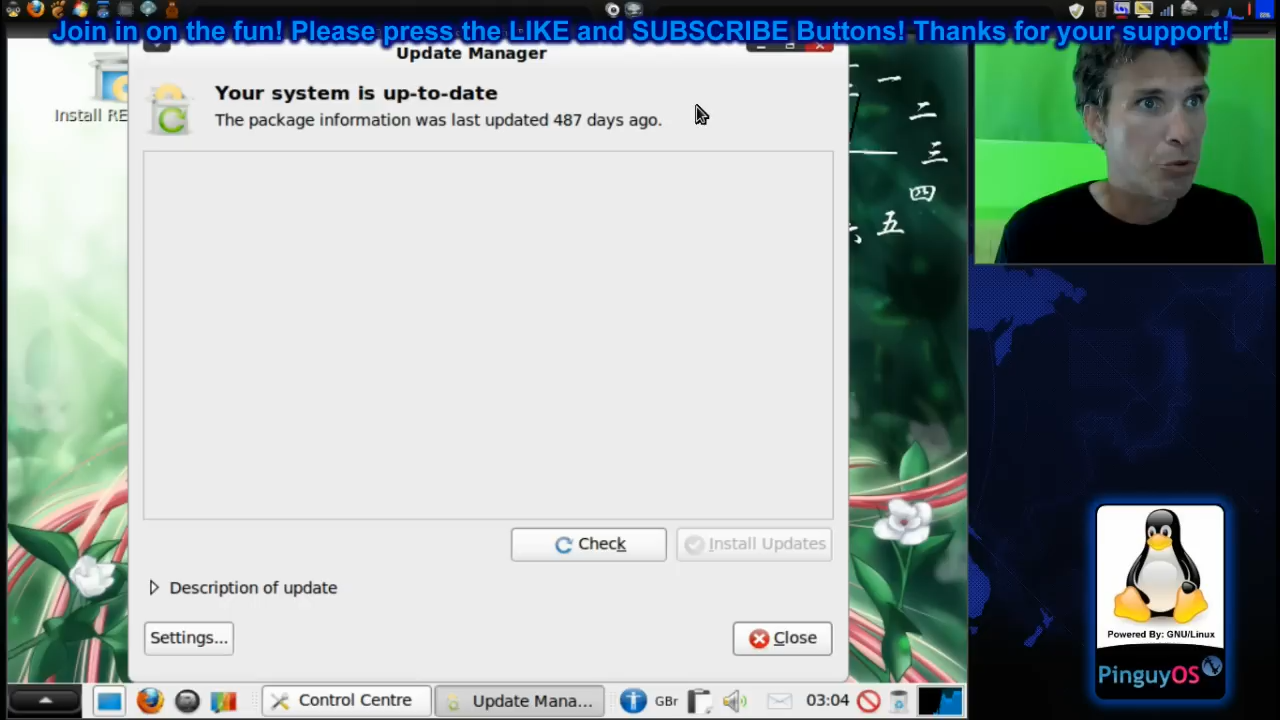 Join in on the fun! Please press the LIKE and SUBSCRIBE Buttons! Thanks for your support!
Update Manager
Install RE
Your system is up-to-date
The package information was last updated 487 days ago.
一
二
三
四
五
Check
Install Updates
Description of update
Settings...
Close
Powered By: GNU/Linux
PinguyOS
Control Centre
Update Mana...
GBr
03:04